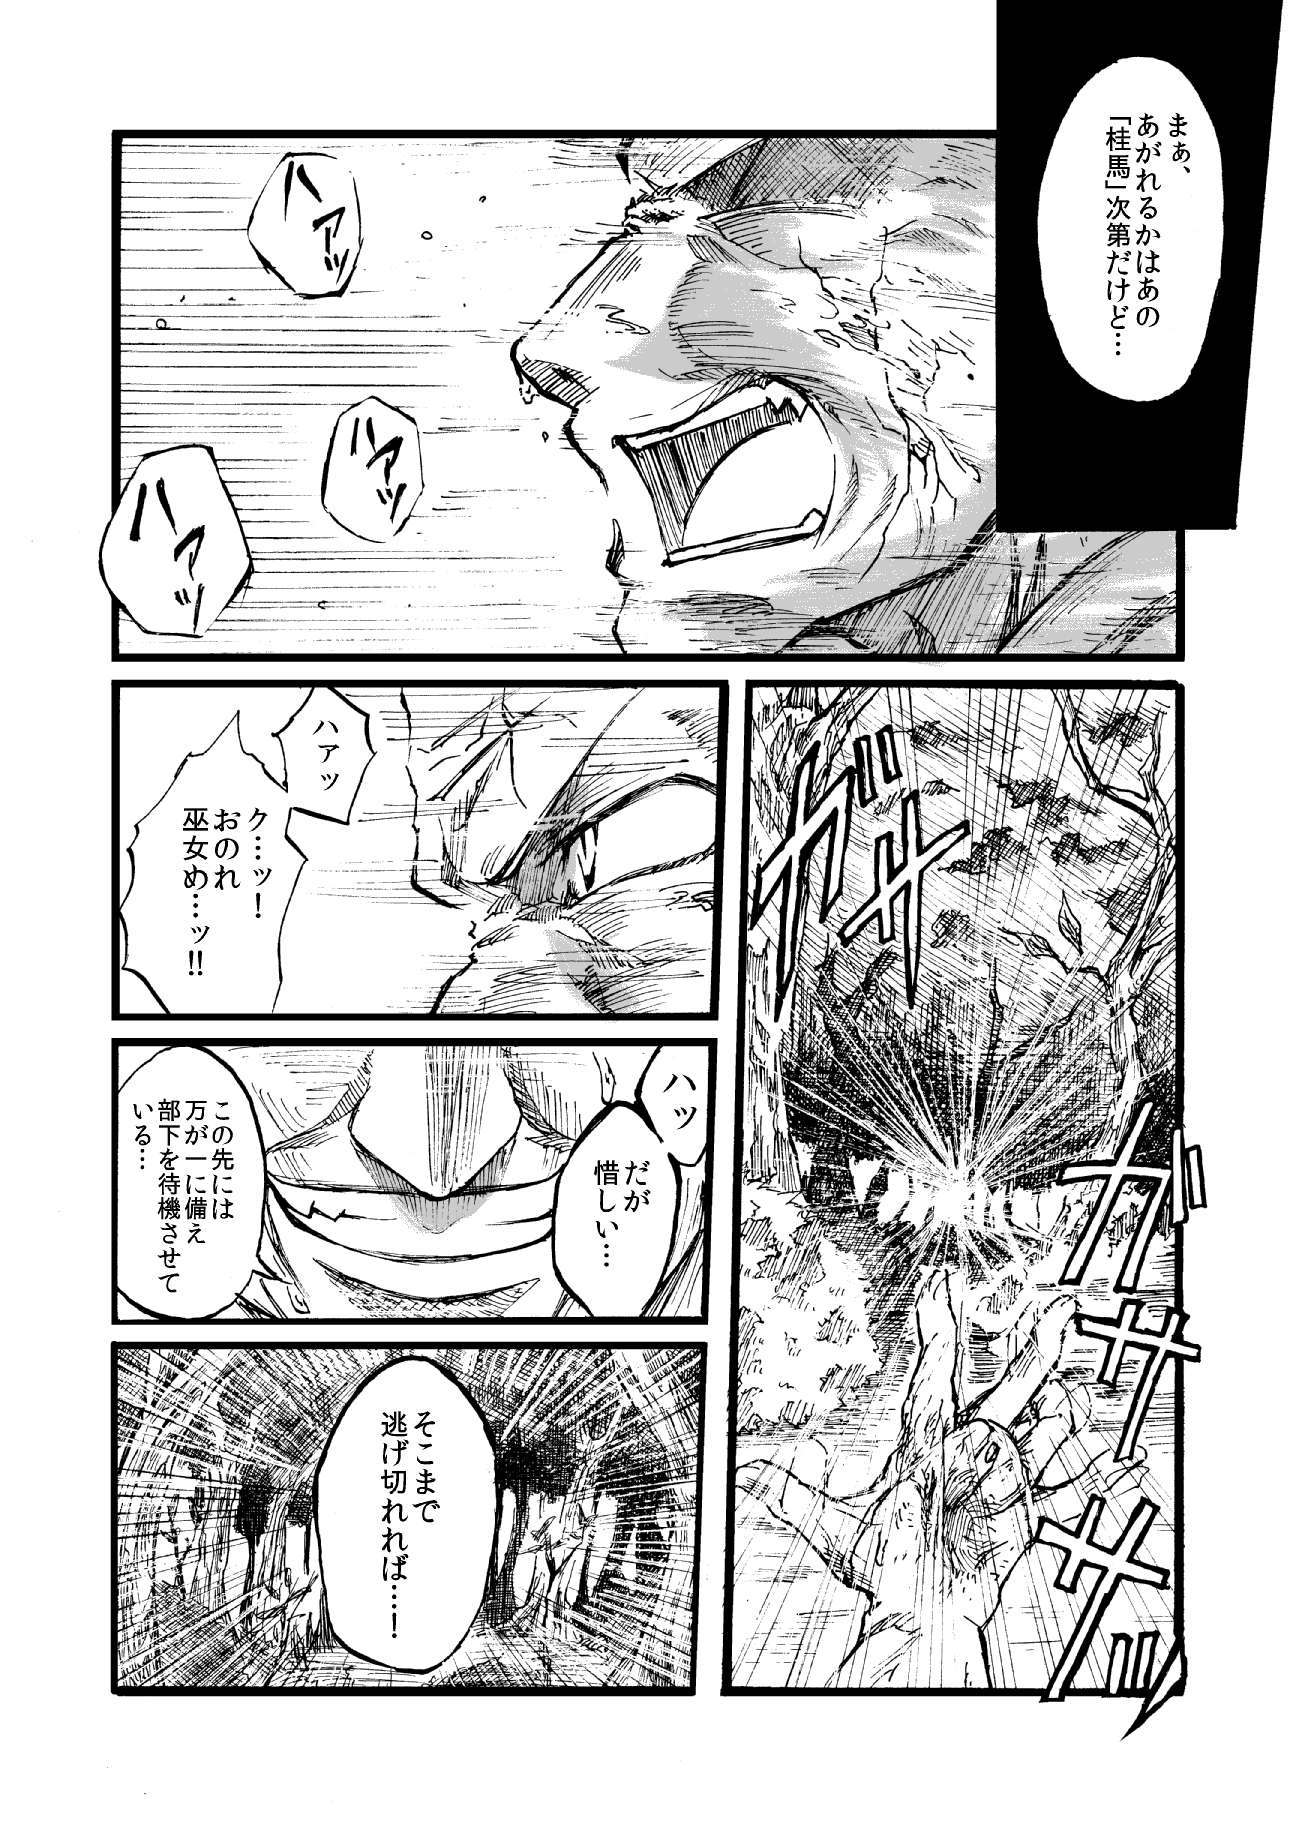 まぁ、
あがれるかはあの
「桂馬」次第だけど…
ハァッ
ハァッ
ハァッ
ザッ
ガサ
ガサ
ザッ
ハァッ
ク…ッ！
おのれ
巫女め…ッ!!
ハッ
だが
惜しい…
この先には
万が一に備え
部下を待機させて
いる…
そこまで
逃げ切れれば…！